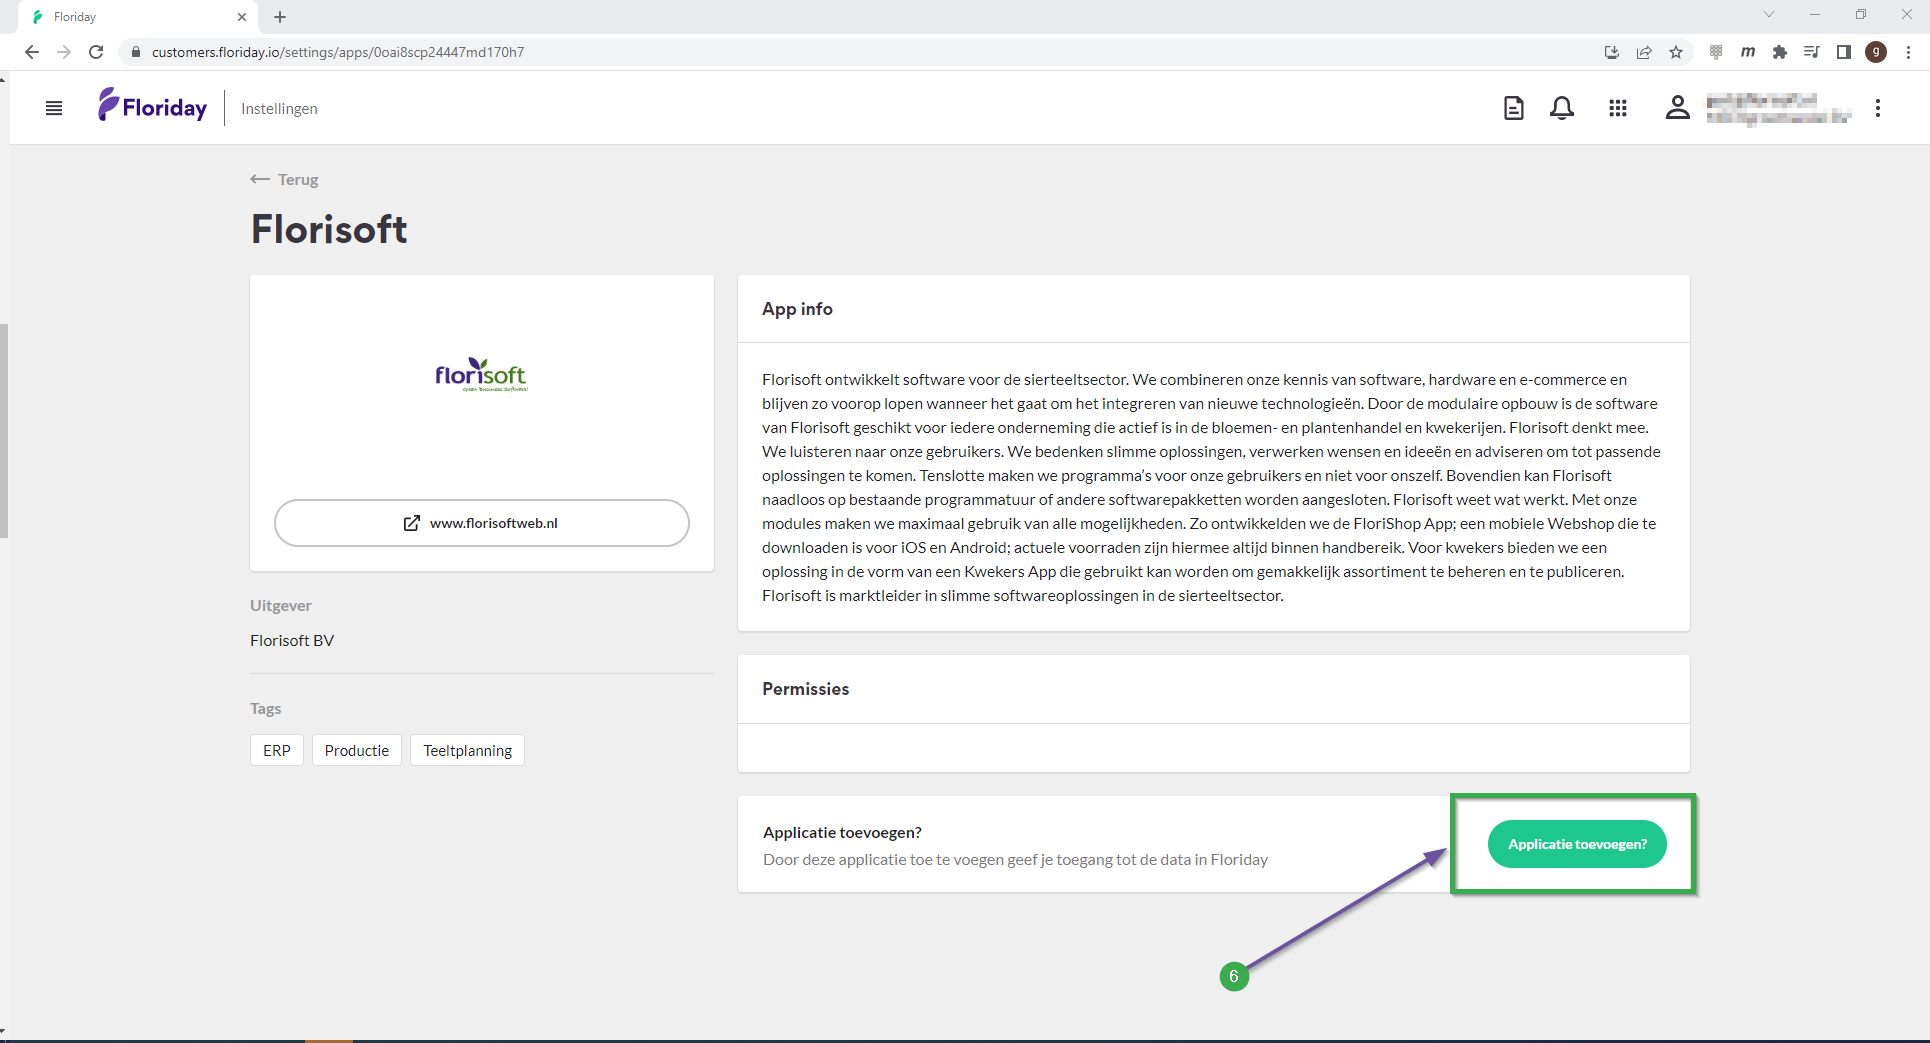 Floriday
customers.floriday.io/settings/apps/0oai8scp24447md170h7
m
g
Floriday
Instellingen
Terug
Florisoft
florisoft
www.florisoftweb.nl
Uitgever
Florisoft BV
Tags
ERP
Productie
Teeltplanning
App info
Florisoft ontwikkelt software voor de sierteeltsector. We combineren onze kennis van software, hardware en e-commerce en
blijven zo voorop lopen wanneer het gaat om het integreren van nieuwe technologieën. Door de modulaire opbouw is de software
van Florisoft geschikt voor iedere onderneming die actief is in de bloemen- en plantenhandel en kwekerijen. Florisoft denkt mee.
We luisteren naar onze gebruikers. We bedenken slimme oplossingen, verwerken wensen en ideeën en adviseren om tot passende
oplossingen te komen. Tenslotte maken we programma's voor onze gebruikers en niet voor onszelf. Bovendien kan Florisoft
naadloos op bestaande programmatuur of andere softwarepakketten worden aangesloten. Florisoft weet wat werkt. Met onze
modules maken we maximaal gebruik van alle mogelijkheden. Zo ontwikkelden we de FloriShop App; een mobiele Webshop die te
downloaden is voor iOS en Android; actuele voorraden zijn hiermee altijd binnen handbereik. Voor kwekers bieden we een
oplossing in de vorm van een Kwekers App die gebruikt kan worden om gemakkelijk assortiment te beheren en te publiceren.
Florisoft is marktleider in slimme softwareoplossingen in de sierteeltsector.
Permissies
Applicatie toevoegen?
Door deze applicatie toe te voegen geef je toegang tot de data in Floriday
Applicatie toevoegen?
6